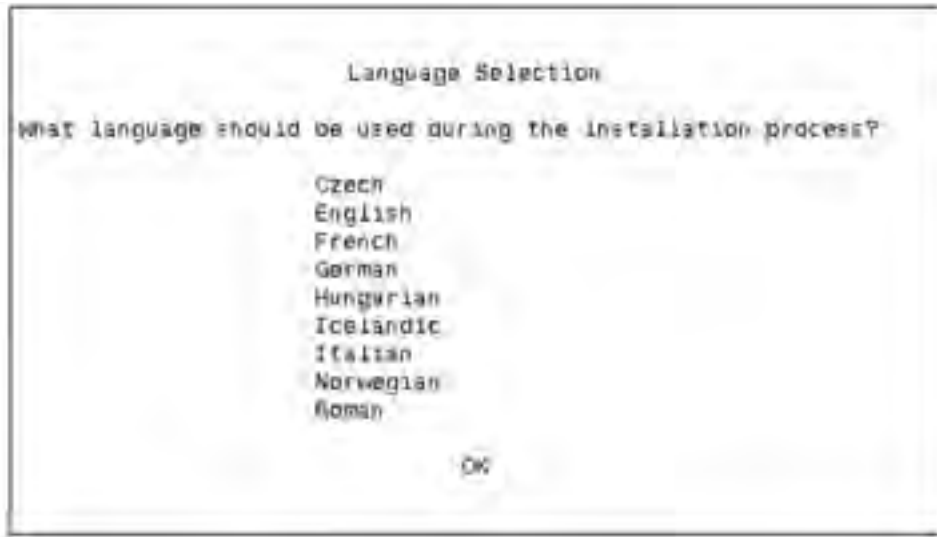 Language Selection
What language should be used during the installation process?
Czech
English
French
German
Hungarian
Icelandic
Italian
Norwegian
Roman
OK